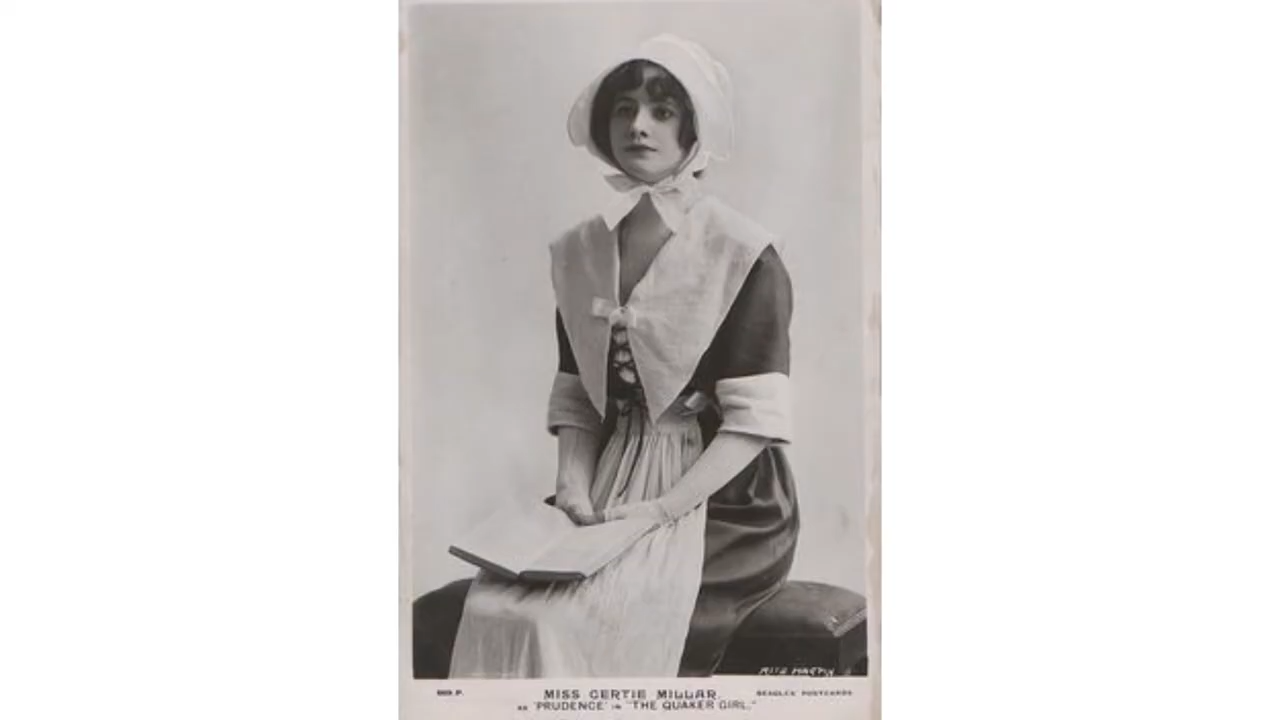 RITA MARTIN
MISS GERTIE MILLAR.
AS 'PRUDENCE' IN "THE QUAKER GIRL."
BEAGLES' POSTCARDS